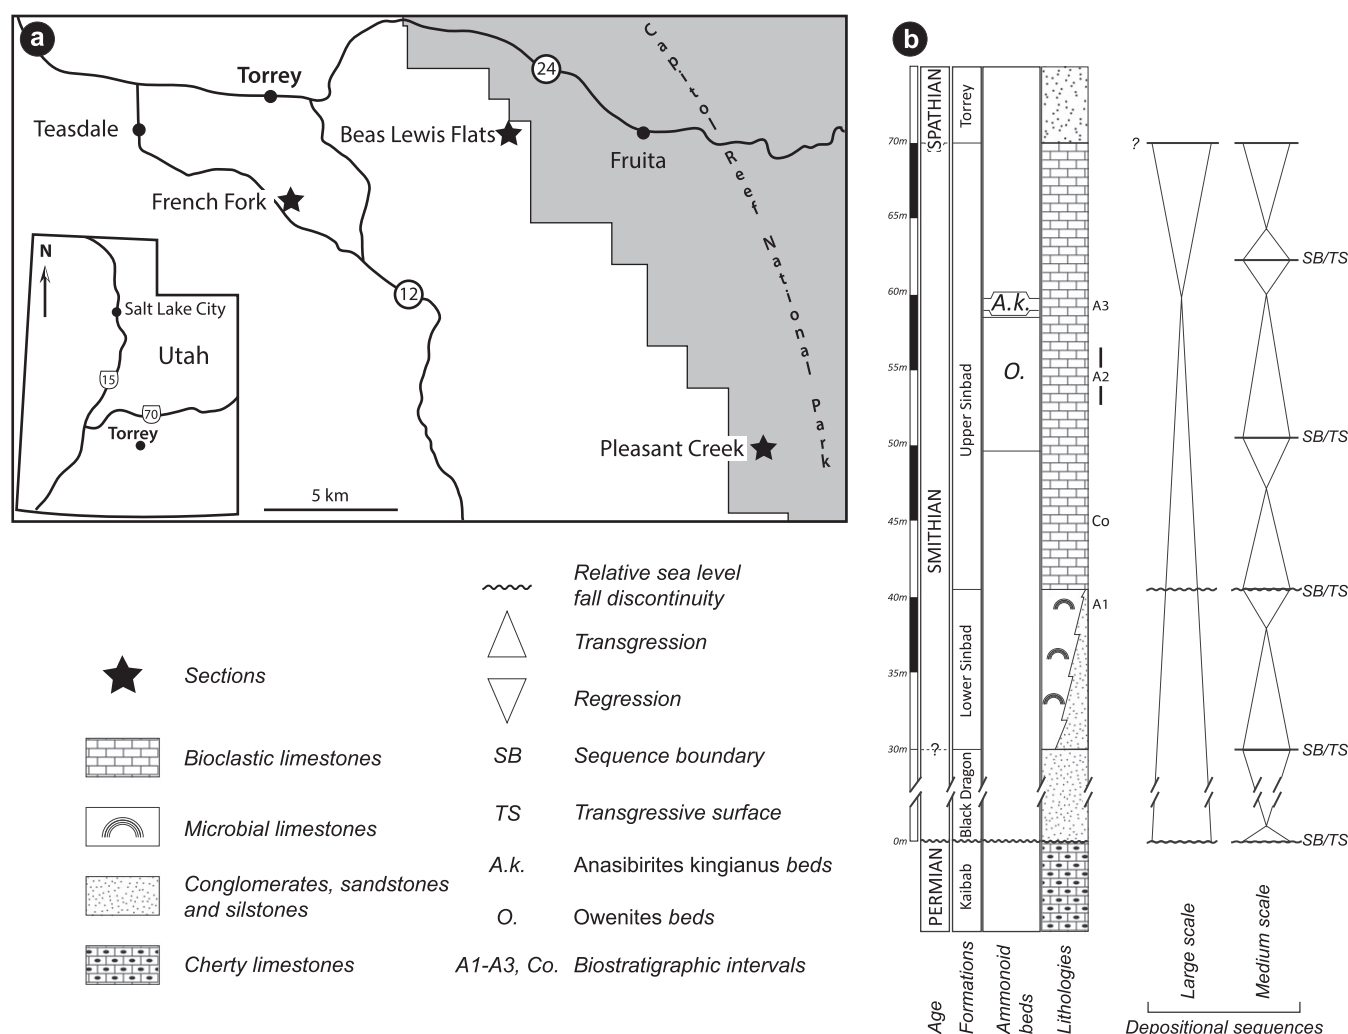 a
Torrey
24
Capitol Reef National Park
Teasdale
Beas Lewis Flats
Fruita
French Fork
N
12
Salt Lake City
Utah
15
70
Torrey
Pleasant Creek
5 km
Relative sea level
fall discontinuity
Transgression
Sections
Regression
Bioclastic limestones
SB
Sequence boundary
Microbial limestones
TS
Transgressive surface
A.k.
Anasibirites kingianus beds
Conglomerates, sandstones
and silstones
O.
Owenites beds
Cherty limestones
A1-A3, Co.
Biostratigraphic intervals
b
SPATHIAN
Torrey
70m
?
?
65m
SB/TS
60m
A.k.
A3
55m
O.
A2
Upper Sinbad
50m
SB/TS
SMITHIAN
45m
Co
40m
SB/TS
A1
Lower Sinbad
35m
30m
?
SB/TS
Black Dragon
0m
SB/TS
PERMIAN
Kaibab
Age
Formations
Ammonoid
beds
Lithologies
Large scale
Medium scale
Depositional sequences